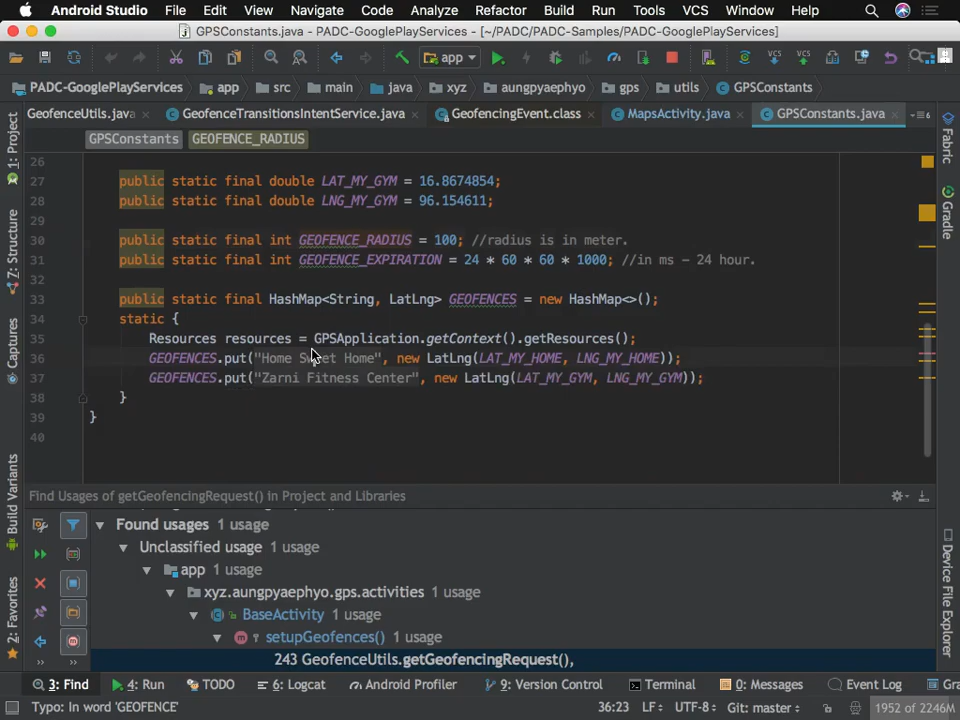 Android Studio File Edit View Navigate Code Analyze Refactor Build Run Tools VCS Window Help
GPSConstants.java - PADC-GooglePlayServices - [~/PADC/PADC-Samples/PADC-GooglePlayServices]
app VCS VCS
PADC-GooglePlayServices app src main java xyz aungpyaephyo gps utils GPSConstants
GeofenceUtils.java GeofenceTransitionsIntentService.java GeofencingEvent.class MapsActivity.java GPSConstants.java 6
GPSConstants GEOFENCE_RADIUS
26
27 public static final double LAT_MY_GYM = 16.8674854;
28 public static final double LNG_MY_GYM = 96.154611;
29
30 public static final int GEOFENCE_RADIUS = 100; //radius is in meter.
31 public static final int GEOFENCE_EXPIRATION = 24 * 60 * 60 * 1000; //in ms - 24 hour.
32
33 public static final HashMap<String, LatLng> GEOFENCES = new HashMap<>();
34 static {
35 Resources resources = GPSApplication.getContext().getResources();
36 GEOFENCES.put("Home Sweet Home", new LatLng(LAT_MY_HOME, LNG_MY_HOME));
37 GEOFENCES.put("Zarni Fitness Center", new LatLng(LAT_MY_GYM, LNG_MY_GYM));
38 }
39 }
40
1: Project
7: Structure
Captures
Build Variants
2: Favorites
Fabric
Gradle
Device File Explorer
Find Usages of getGeofencingRequest() in Project and Libraries
Found usages 1 usage
Unclassified usage 1 usage
app 1 usage
xyz.aungpyaephyo.gps.activities 1 usage
BaseActivity 1 usage
setupGeofences() 1 usage
243 GeofenceUtils.getGeofencingRequest(),
3: Find 4: Run TODO 6: Logcat Android Profiler 9: Version Control Terminal 0: Messages Event Log Gra
Typo: In word 'GEOFENCE' 36:23 LF UTF-8 Git: master 1952 of 2246M